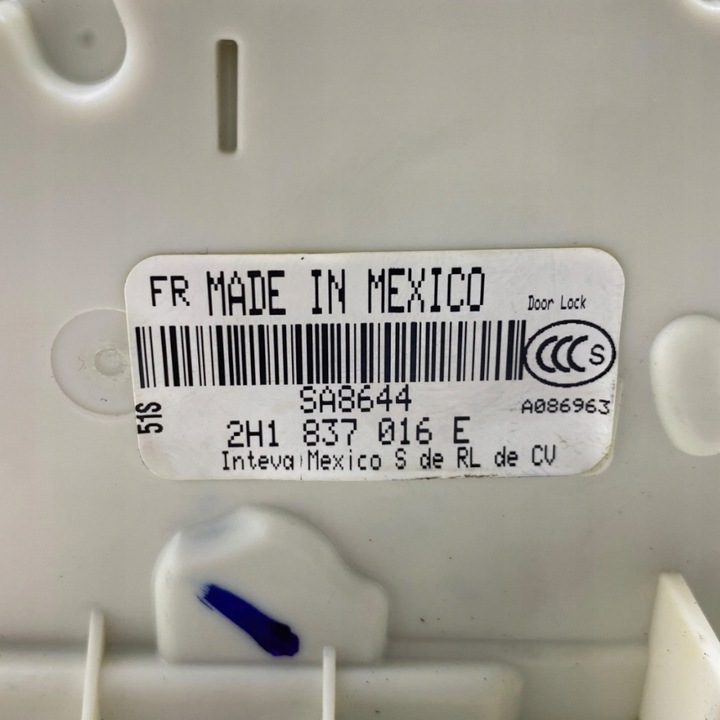 FR MADE IN MEXICO
Door Lock
CCC S
51S
SA8644
A086963
2H1 837 016 E
Inteva Mexico S de RL de CV